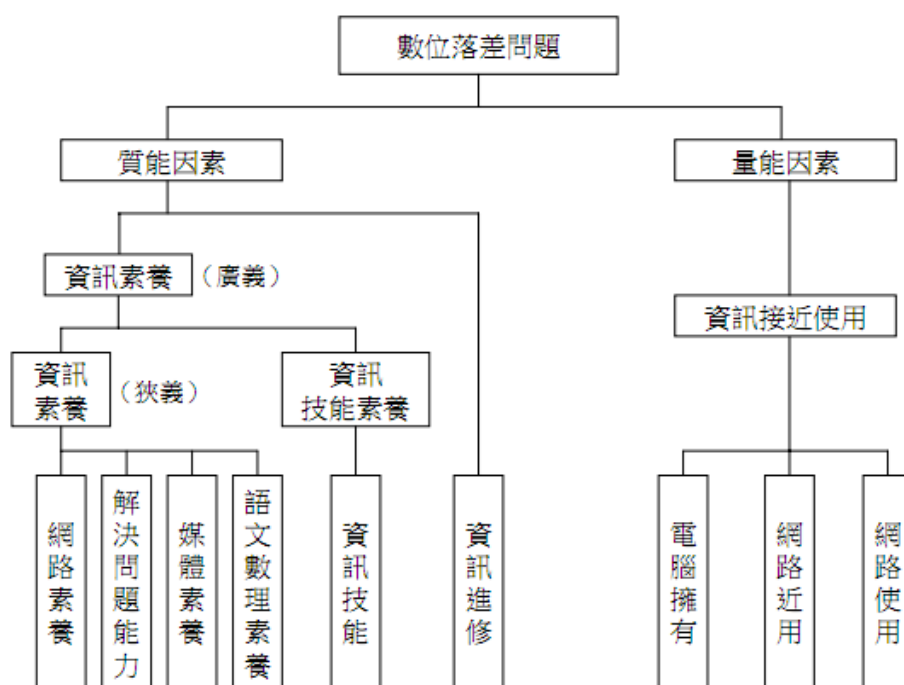 數位落差問題
質能因素
量能因素
資訊素養
（廣義）
資訊接近使用
資訊
素養
（狹義）
資訊
技能素養
網路素養
解決問題能力
媒體素養
語文數理素養
資訊技能
資訊進修
電腦擁有
網路近用
網路使用